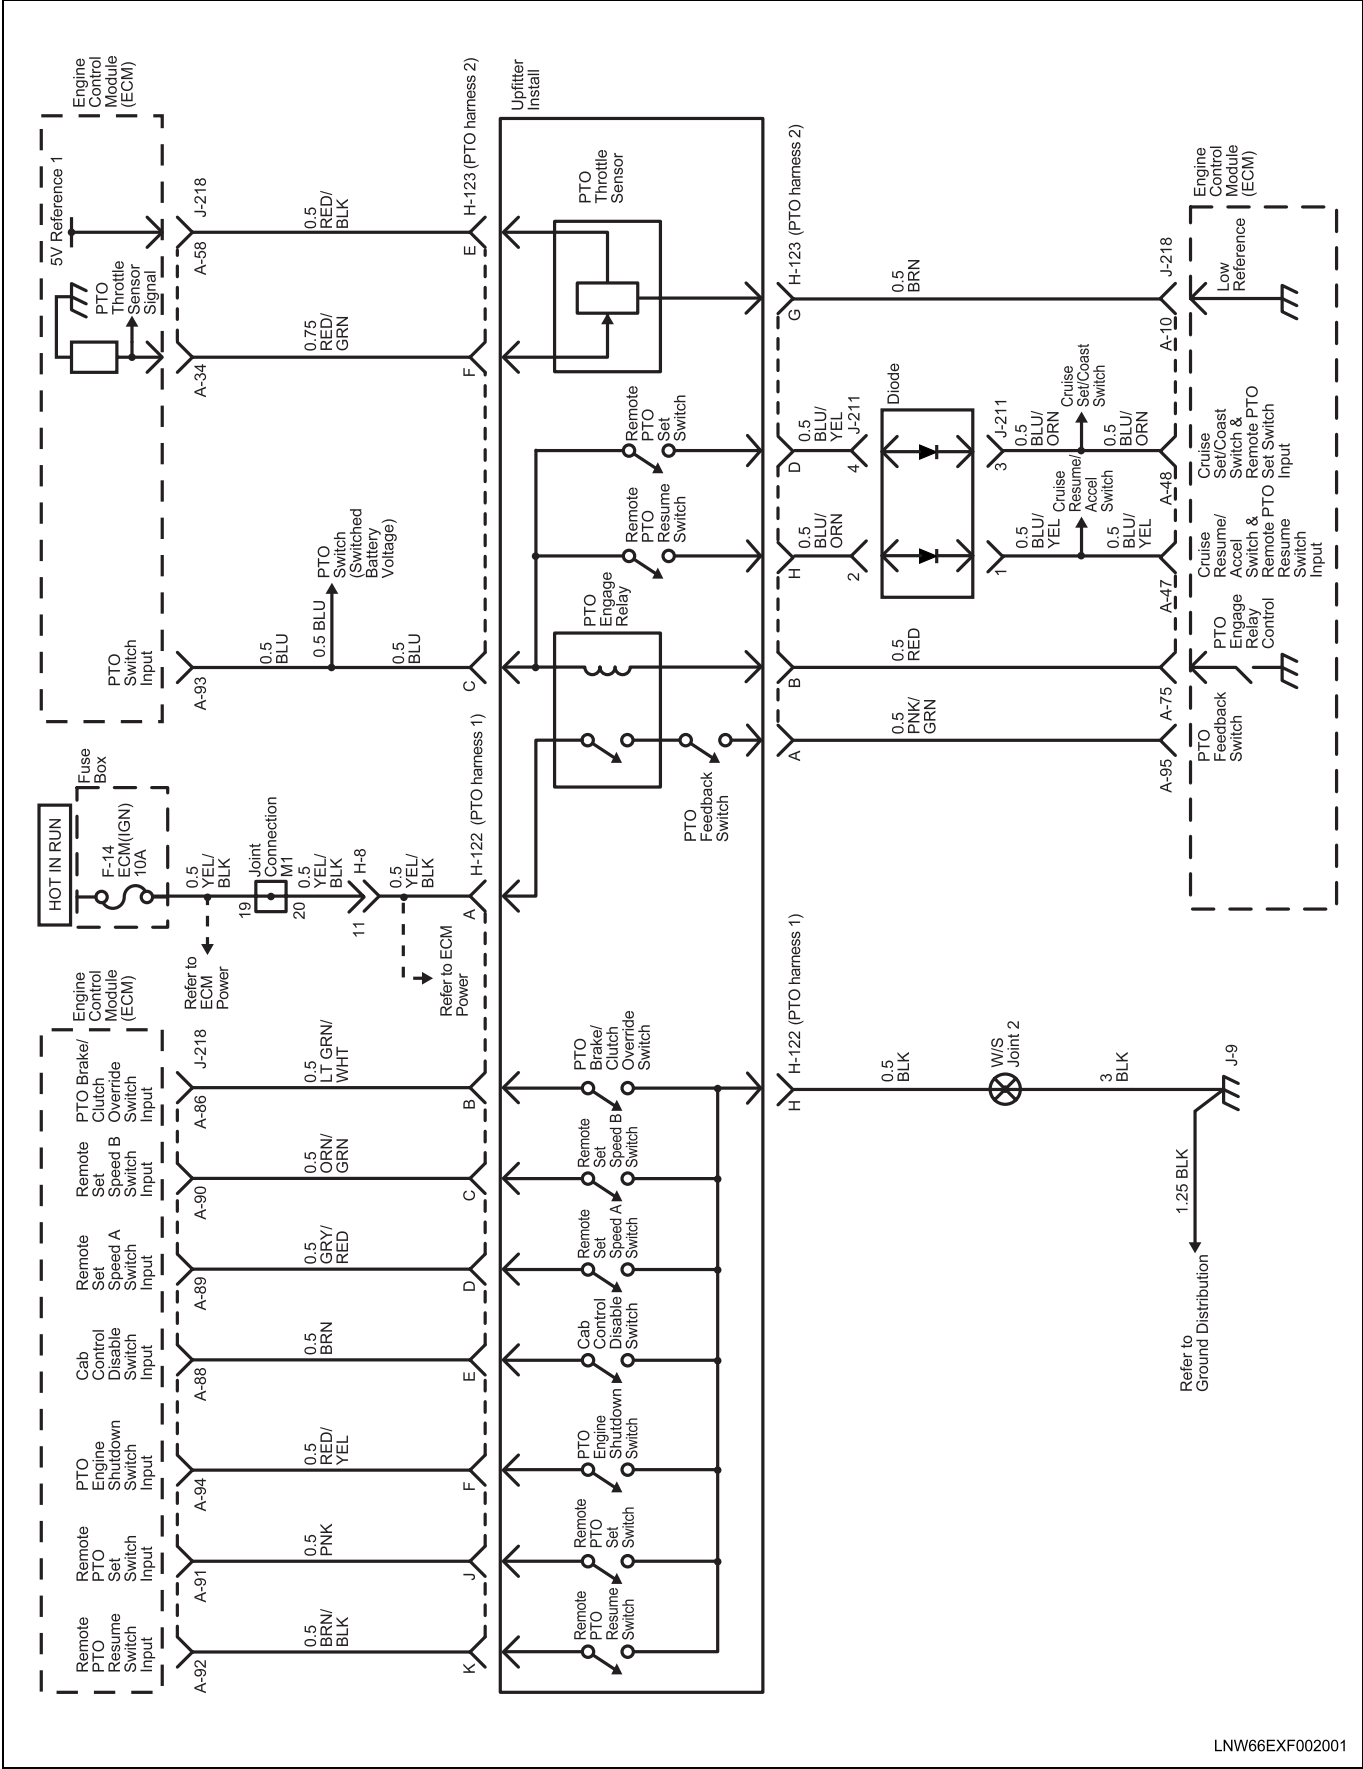 Engine
Control
Module
(ECM)
5V Reference 1
PTO
Throttle
Sensor
Signal
PTO
Switch
Input
J-218
A-58
A-34
A-93
0.5
RED/
BLK
0.75
RED/
GRN
0.5
BLU
0.5 BLU
0.5
BLU
PTO
Switch
(Switched
Battery
Voltage)
H-123 (PTO harness 2)
E
F
C
Upfitter
Install
PTO
Throttle
Sensor
Remote
PTO
Set
Switch
Remote
PTO
Resume
Switch
PTO
Engage
Relay
PTO
Feedback
Switch
H-123 (PTO harness 2)
G
D
H
B
A
0.5
BRN
0.5
BLU/
YEL
J-211
4
0.5
BLU/
ORN
2
Diode
J-211
3
1
0.5
BLU/
ORN
Cruise
Set/Coast
Switch
0.5
BLU/
ORN
0.5
BLU/
YEL
Cruise
Resume/
Accel
Switch
0.5
BLU/
YEL
0.5
RED
0.5
PNK/
GRN
J-218
A-10
A-48
A-47
A-75
A-95
Engine
Control
Module
(ECM)
Low
Reference
Cruise
Set/Coast
Switch &
Remote PTO
Set Switch
Input
Cruise
Resume/
Accel
Switch &
Remote PTO
Resume
Switch
Input
PTO
Engage
Relay
Control
PTO
Feedback
Switch
HOT IN RUN
Fuse
Box
F-14
ECM(IGN)
10A
0.5
YEL/
BLK
Refer to
ECM
Power
Joint
Connection
M1
19
20
0.5
YEL/
BLK
H-8
11
0.5
YEL/
BLK
Refer to ECM
Power
H-122 (PTO harness 1)
A
Engine
Control
Module
(ECM)
PTO Brake/
Clutch
Override
Switch
Input
Remote
Set
Speed B
Switch
Input
Remote
Set
Speed A
Switch
Input
Cab
Control
Disable
Switch
Input
PTO
Engine
Shutdown
Switch
Input
Remote
PTO
Set
Switch
Input
Remote
PTO
Resume
Switch
Input
J-218
A-86
A-90
A-89
A-88
A-94
A-91
A-92
0.5
LT GRN/
WHT
0.5
ORN/
GRN
0.5
GRY/
RED
0.5
BRN
0.5
RED/
YEL
0.5
PNK
0.5
BRN/
BLK
B
C
D
E
F
J
K
PTO
Brake/
Clutch
Override
Switch
Remote
Set
Speed B
Switch
Remote
Set
Speed A
Switch
Cab
Control
Disable
Switch
PTO
Engine
Shutdown
Switch
Remote
PTO
Set
Switch
Remote
PTO
Resume
Switch
H-122 (PTO harness 1)
H
0.5
BLK
W/S
Joint 2
3
BLK
J-9
1.25 BLK
Refer to
Ground Distribution
LNW66EXF002001